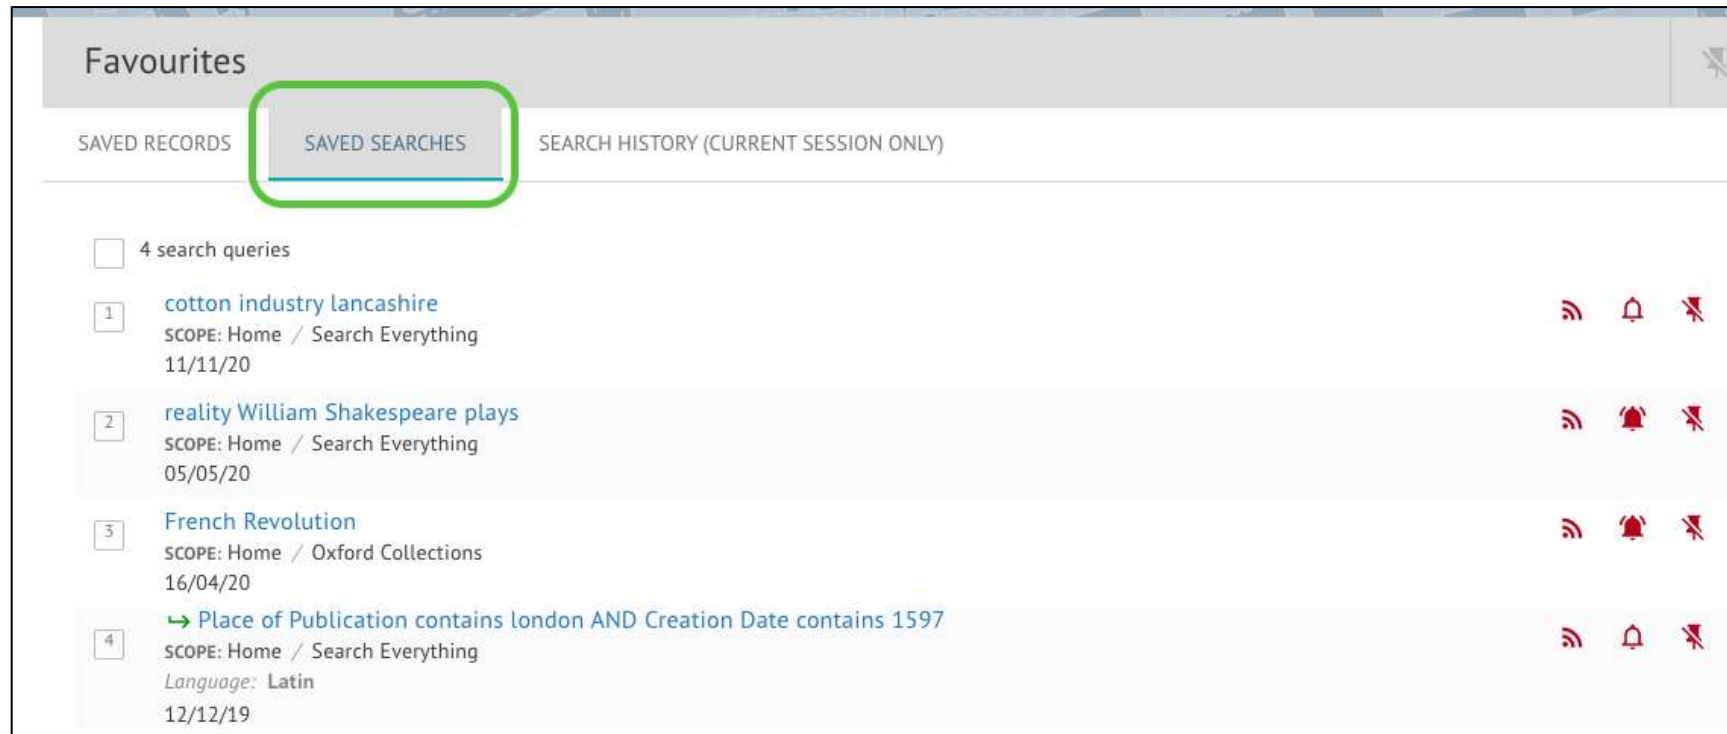 Favourites
SAVED RECORDS SAVED SEARCHES SEARCH HISTORY (CURRENT SESSION ONLY)
4 search queries
1 cotton industry lancashire
SCOPE: Home / Search Everything
11/11/20
2 reality William Shakespeare plays
SCOPE: Home / Search Everything
05/05/20
3 French Revolution
SCOPE: Home / Oxford Collections
16/04/20
4 Place of Publication contains london AND Creation Date contains 1597
SCOPE: Home / Search Everything
Language: Latin
12/12/19